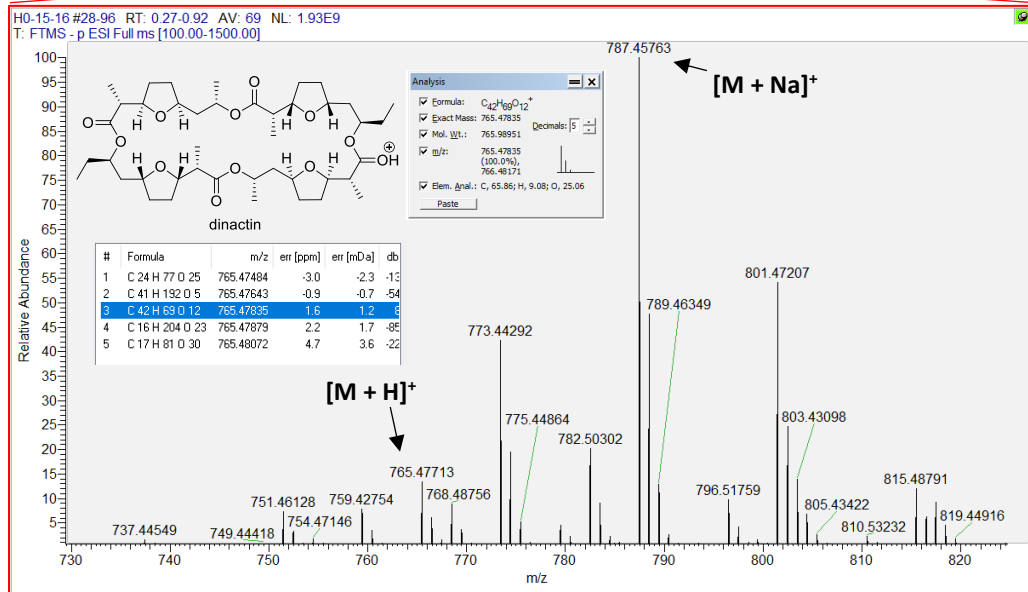 H0-15-16 #28-96 RT: 0.27-0.92 AV: 69 NL: 1.93E9
T: FTMS - p ESI Full ms [100.00-1500.00]
787.45763
[M + Na]⁺
Analysis
Formula: C₄₂H₆₉O₁₂⁺
Exact Mass: 765.47835
Mol. Wt.: 765.98951
m/z: 765.47835
(100.0%),
766.48171
Decimals: 5
Elem. Anal.: C, 65.86; H, 9.08; O, 25.06
Paste
O
O
O
O
H
H
H
H
O
O
O
O
H
H
H
H
O
O
O
OH
⊕
dinactin
# Formula m/z err [ppm] err [mDa] db
1 C 24 H 77 O 25 765.47484 -3.0 -2.3 -13
2 C 41 H 192 O 5 765.47643 -0.9 -0.7 -54
3 C 42 H 69 O 12 765.47835 1.6 1.2 8
4 C 16 H 204 O 23 765.47879 2.2 1.7 -85
5 C 17 H 81 O 30 765.48072 4.7 3.6 -22
801.47207
789.46349
773.44292
[M + H]⁺
775.44864
803.43098
782.50302
765.47713
768.48756
796.51759
815.48791
751.46128
759.42754
805.43422
737.44549
749.44418
754.47146
810.53232
819.44916
Relative Abundance
100
95
90
85
80
75
70
65
60
55
50
45
40
35
30
25
20
15
10
5
730 740 750 760 770 780 790 800 810 820
m/z